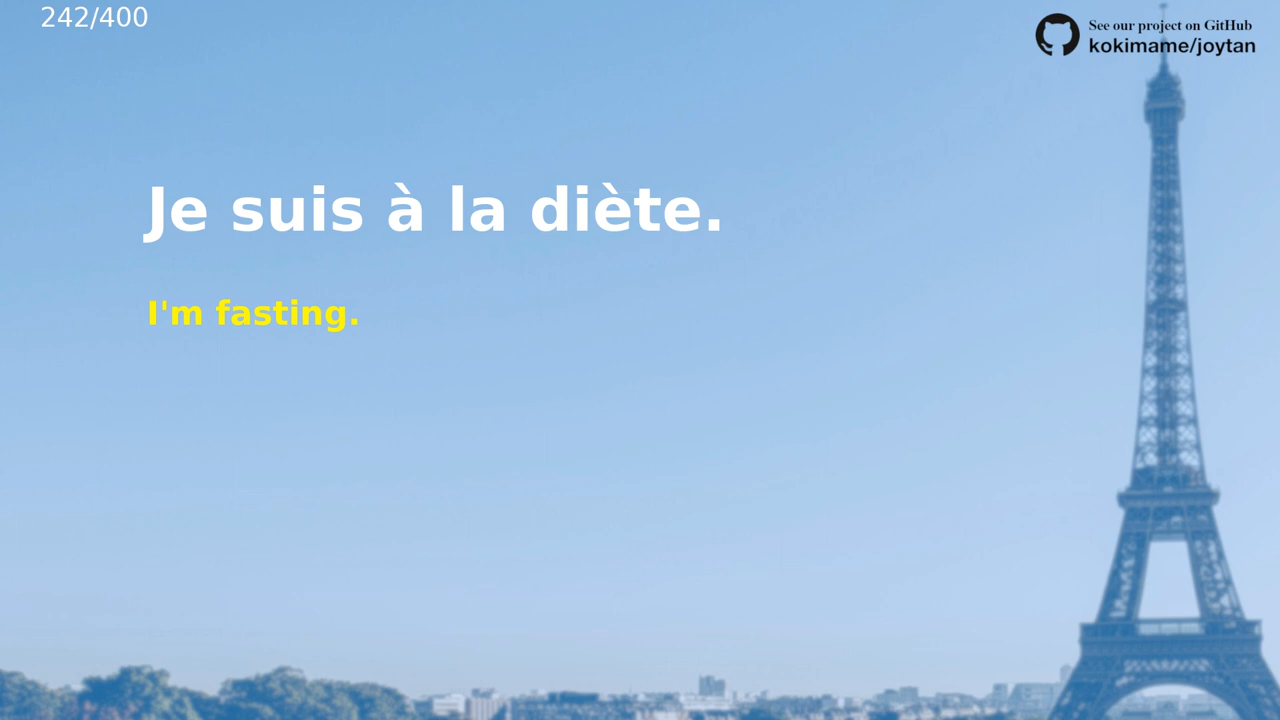 242/400
See our project on GitHub
kokimame/joytan
Je suis à la diète.
I'm fasting.